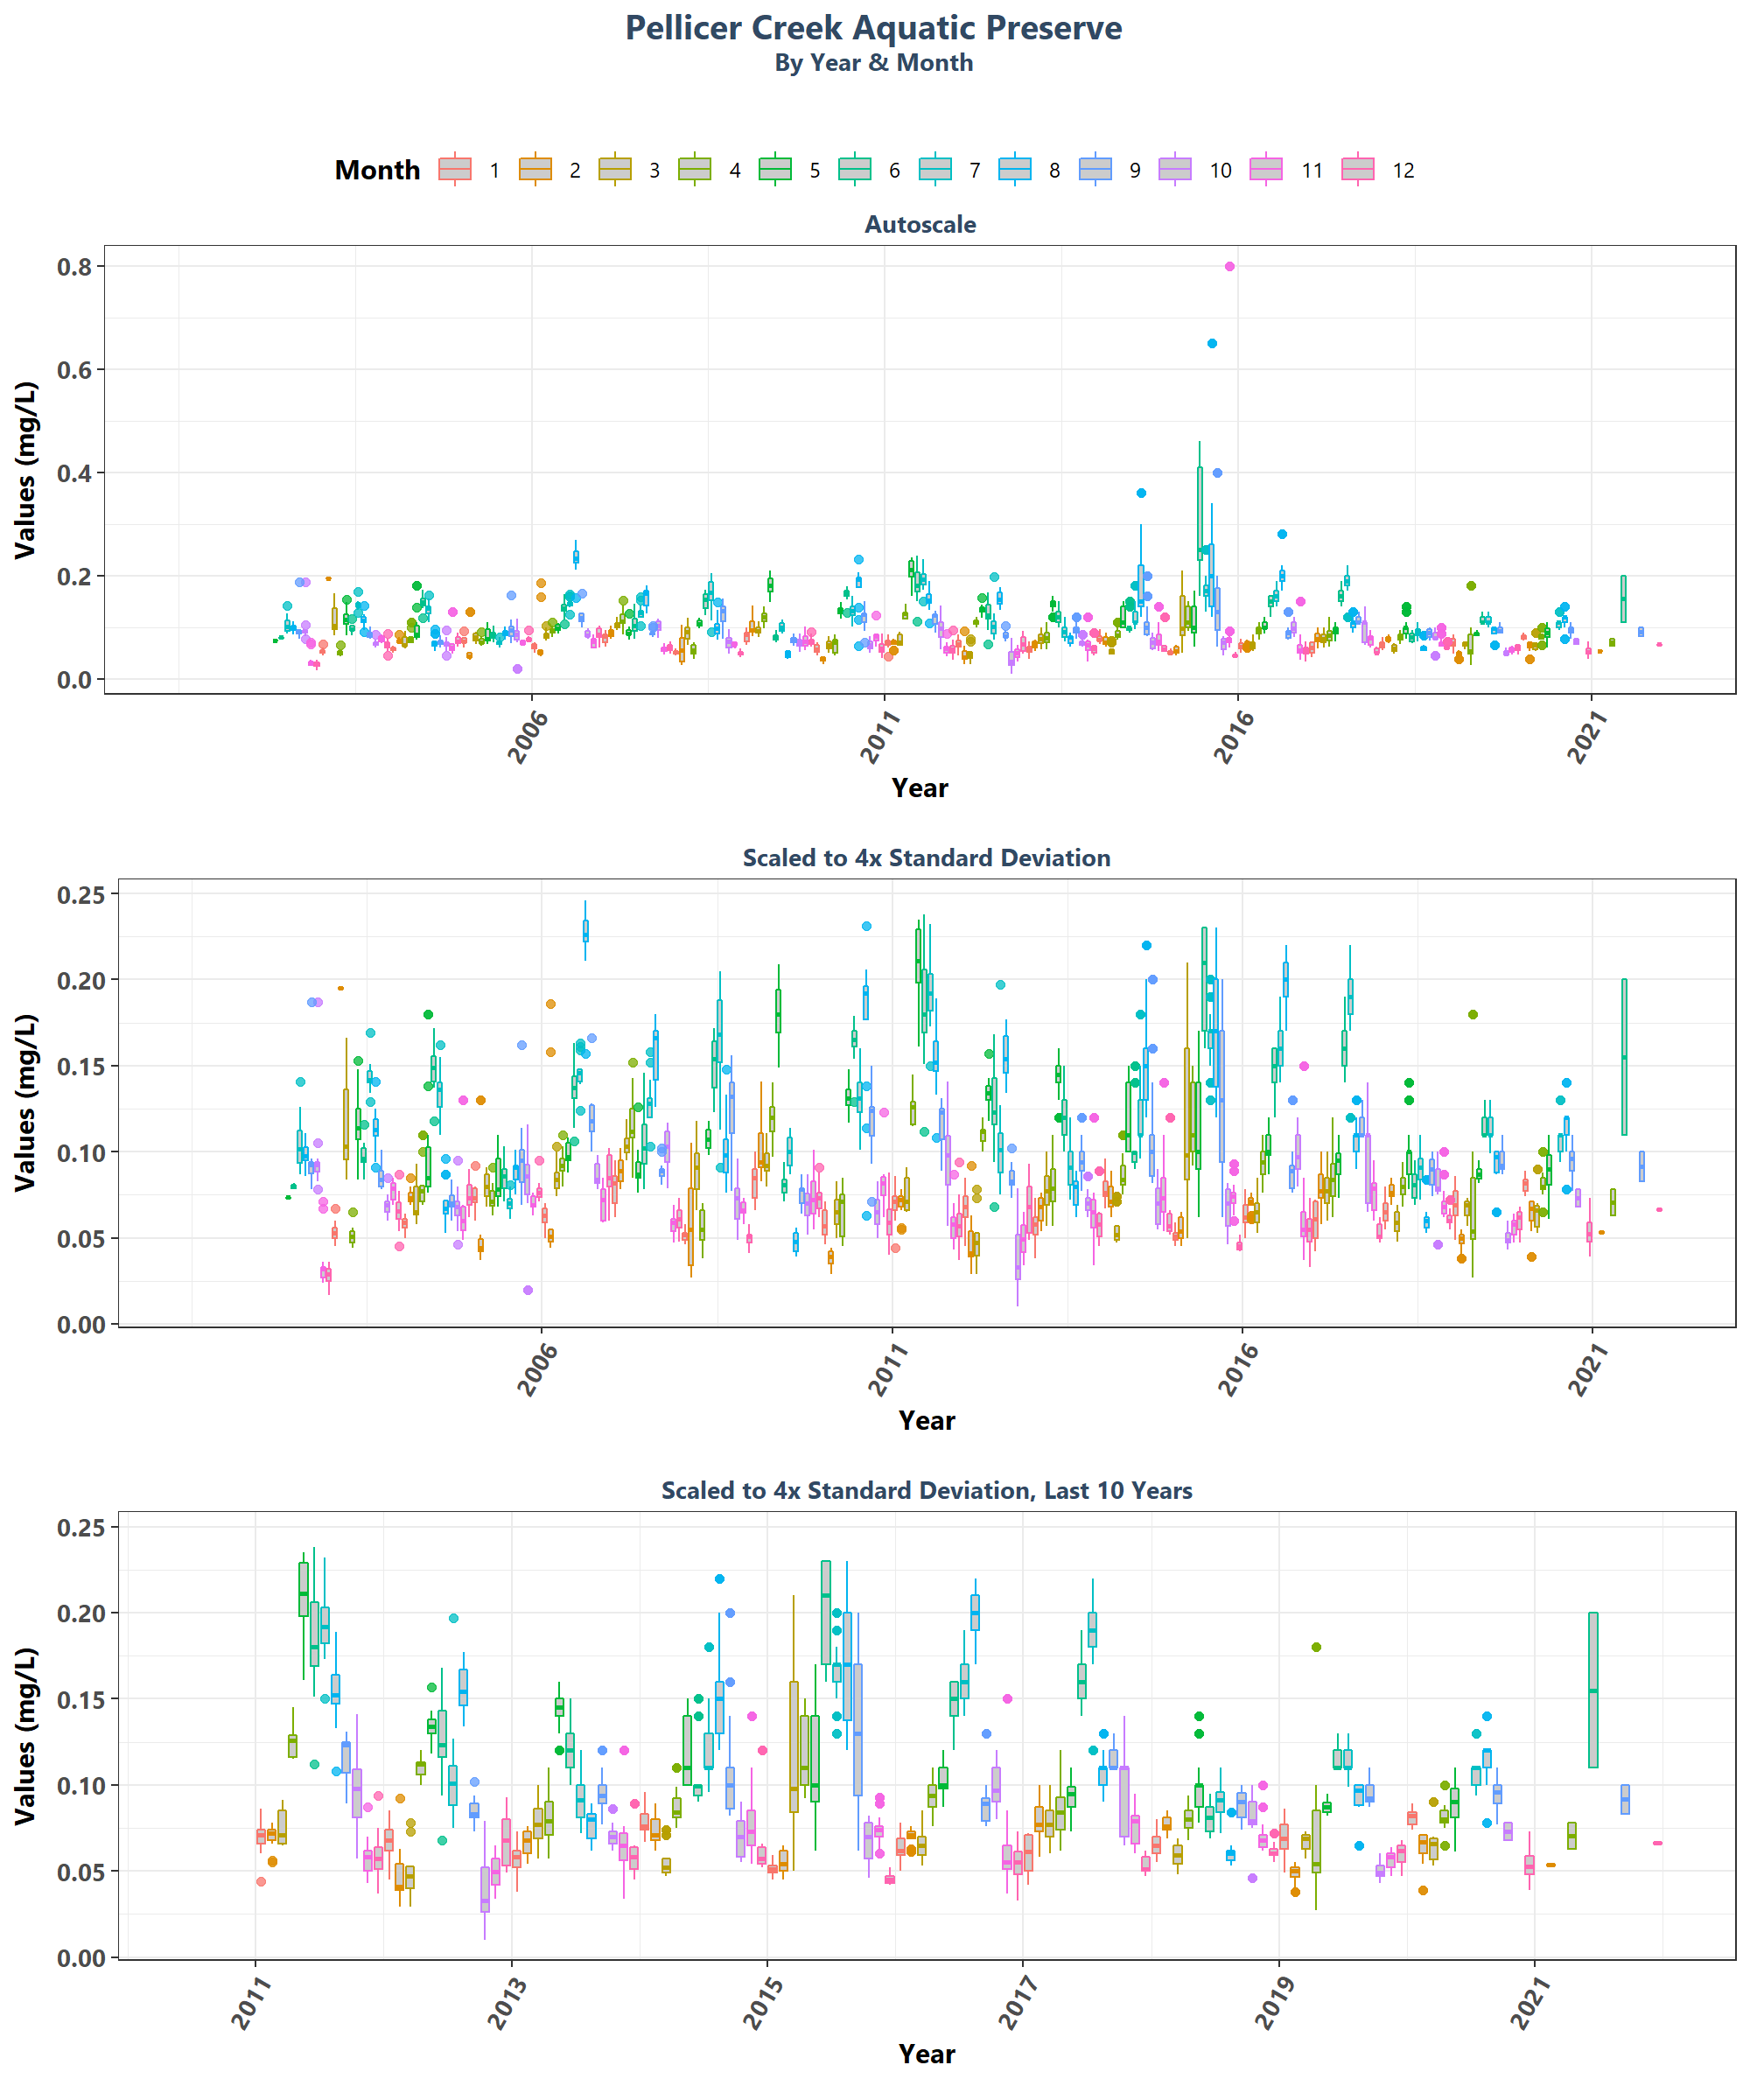 Pellicer Creek Aquatic Preserve
By Year & Month
Month 1 2 3 4 5 6 7 8 9 10 11 12
Autoscale
Values (mg/L)
0.8
0.6
0.4
0.2
0.0
2006 2011 2016 2021
Year
Scaled to 4x Standard Deviation
Values (mg/L)
0.25
0.20
0.15
0.10
0.05
0.00
2006 2011 2016 2021
Year
Scaled to 4x Standard Deviation, Last 10 Years
Values (mg/L)
0.25
0.20
0.15
0.10
0.05
0.00
2011 2013 2015 2017 2019 2021
Year